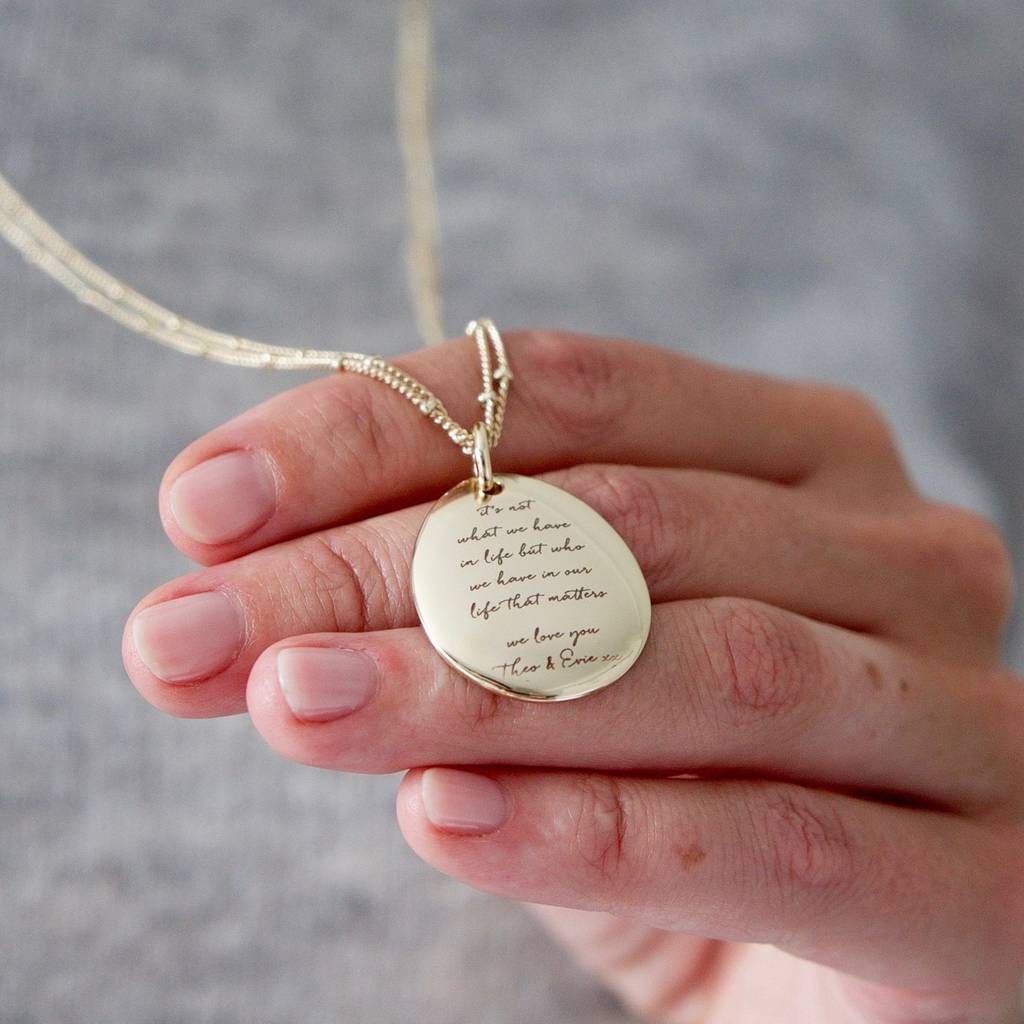 it's not
what we have
in life but who
we have in our
life that matters
we love you
Theo & Evie xx